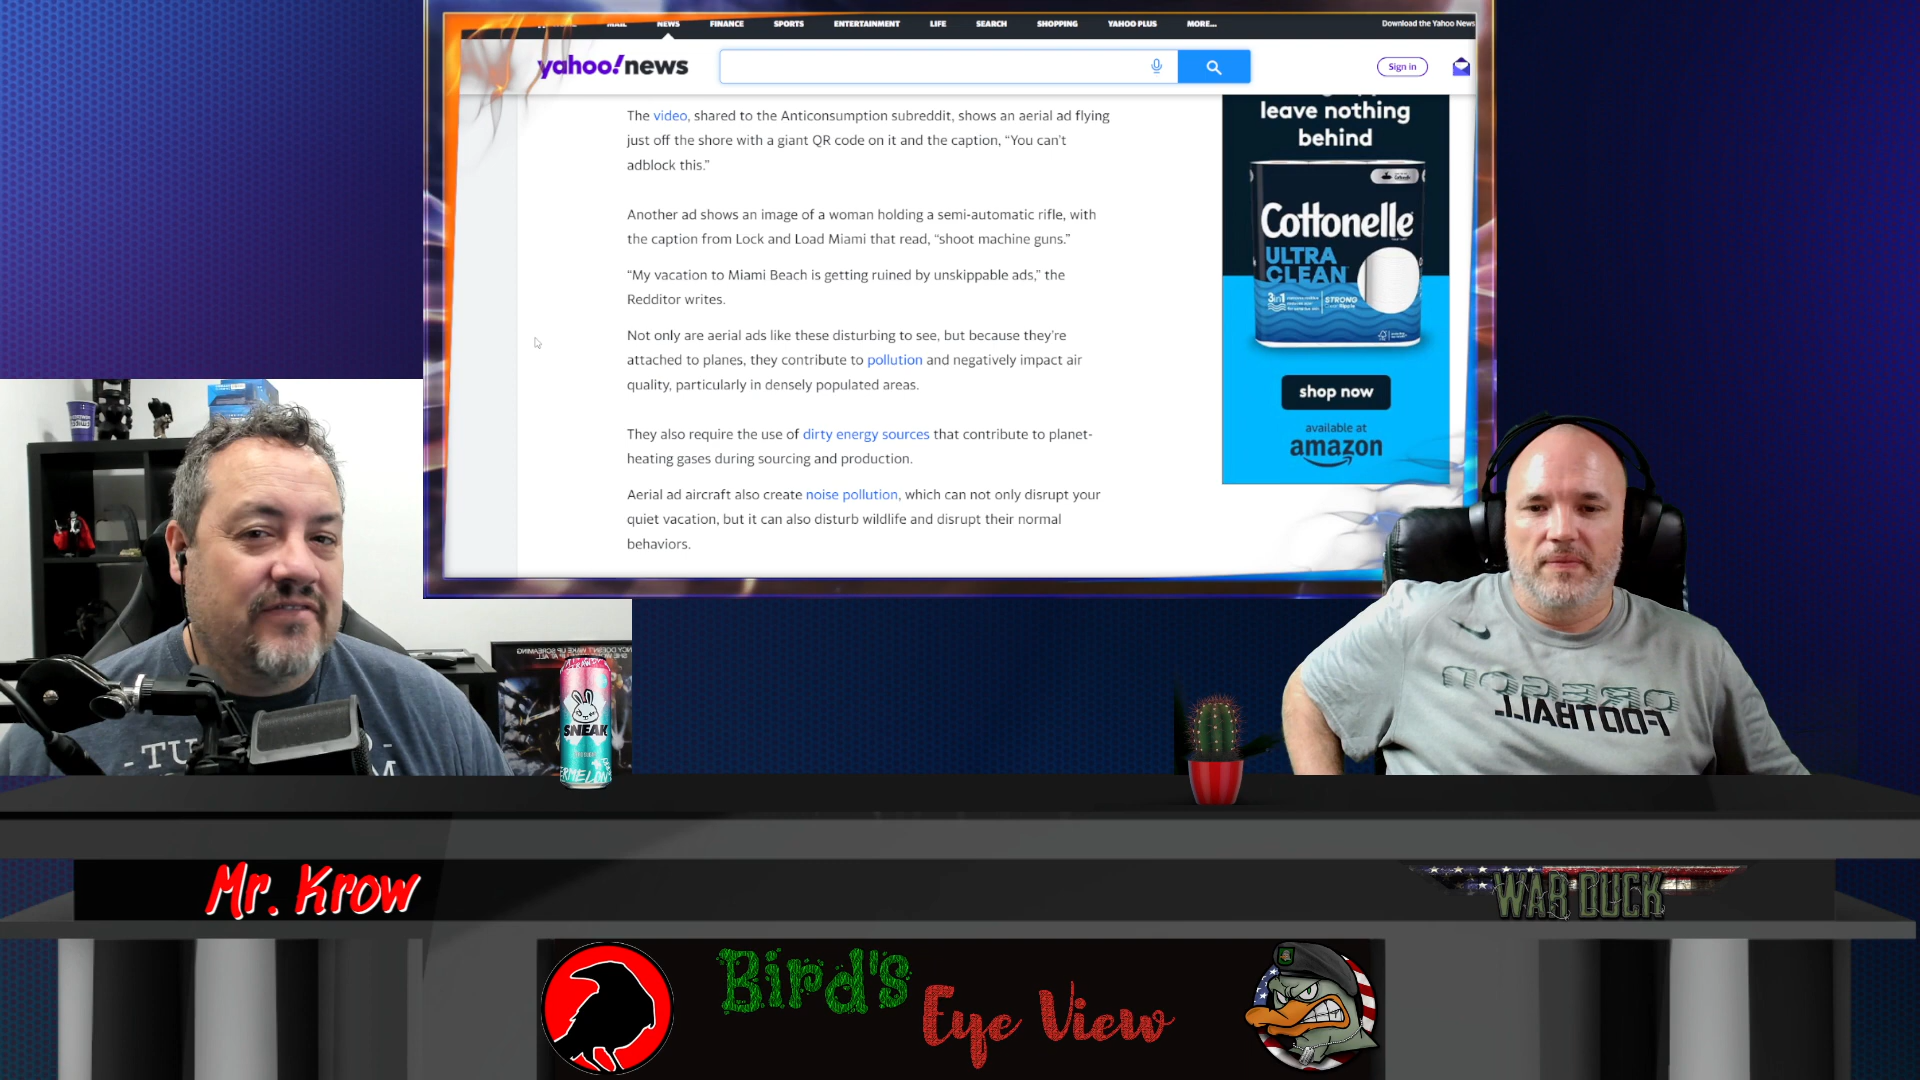 MAIL NEWS FINANCE SPORTS ENTERTAINMENT LIFE SEARCH SHOPPING YAHOO PLUS MORE... Download the Yahoo News
yahoo!news
Sign in
The video, shared to the Anticonsumption subreddit, shows an aerial ad flying
just off the shore with a giant QR code on it and the caption, “You can't
adblock this.”
Another ad shows an image of a woman holding a semi-automatic rifle, with
the caption from Lock and Load Miami that read, “shoot machine guns.”
“My vacation to Miami Beach is getting ruined by unskippable ads,” the
Redditor writes.
Not only are aerial ads like these disturbing to see, but because they're
attached to planes, they contribute to pollution and negatively impact air
quality, particularly in densely populated areas.
They also require the use of dirty energy sources that contribute to planet-
heating gases during sourcing and production.
Aerial ad aircraft also create noise pollution, which can not only disrupt your
quiet vacation, but it can also disturb wildlife and disrupt their normal
behaviors.
leave nothing
behind
Cottonelle
ULTRA
CLEAN
3in1
STRONG
shop now
available at
amazon
SNEAK
OREGON
FOOTBALL
Mr. Krow
WAR DUCK
Bird's
Eye View